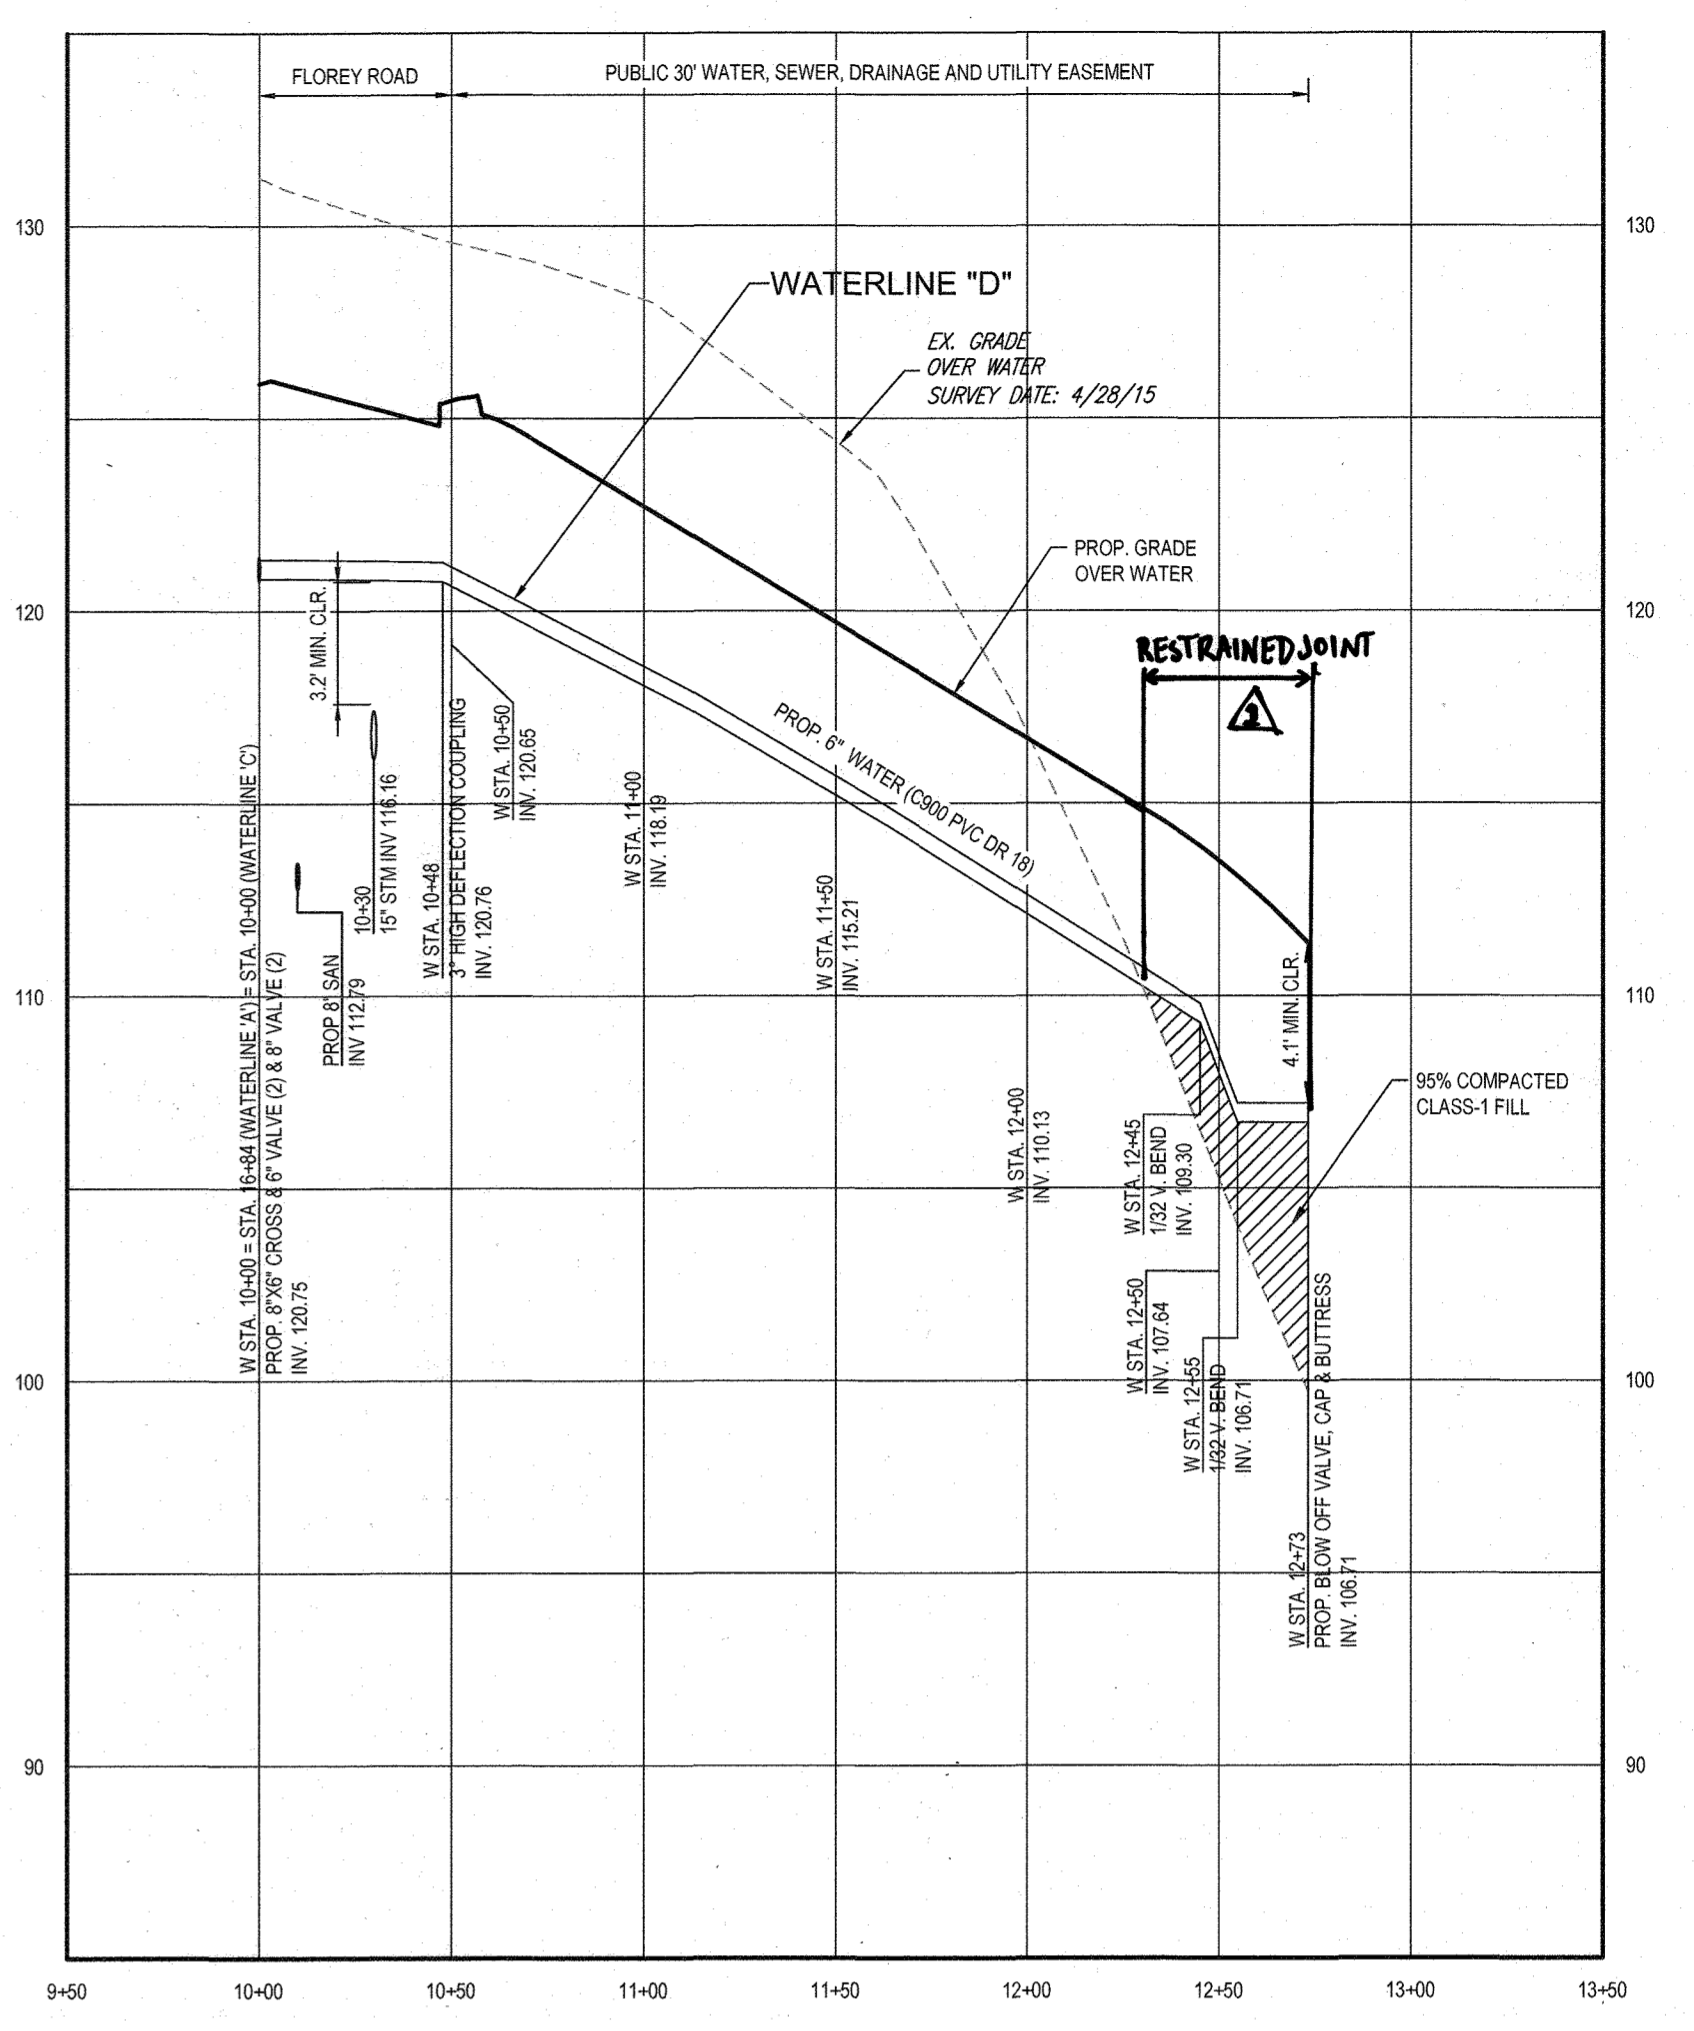 FLOREY ROAD
PUBLIC 30' WATER, SEWER, DRAINAGE AND UTILITY EASEMENT
130
130
WATERLINE "D"
EX. GRADE
OVER WATER
SURVEY DATE: 4/28/15
PROP. GRADE
OVER WATER
120
120
3.2' MIN. CLR.
RESTRAINED JOINT
PROP. 6" WATER (C900 PVC DR 18)
W STA. 10+00 = STA. 16+84 (WATERLINE 'A') = STA. 10+00 (WATERLINE 'C')
PROP. 8"X6" CROSS & 6" VALVE (2) & 8" VALVE (2)
INV. 120.75
PROP 8' SAN
INV 112.79
10+30
15" STM INV 116.16
W STA. 10+48
3° HIGH DEFLECTION COUPLING
INV. 120.76
W STA. 10+50
INV. 120.65
W STA. 11+00
INV. 118.19
W STA. 11+50
INV. 115.21
W STA. 12+00
INV. 110.13
W STA. 12+45
1/32 V. BEND
INV. 109.30
W STA. 12+50
INV. 107.64
W STA. 12+55
1/32 V. BEND
INV. 106.71
4.1' MIN. CLR.
W STA. 12+73
PROP. BLOW OFF VALVE, CAP & BUTTRESS
INV. 106.71
95% COMPACTED
CLASS-1 FILL
110
110
100
100
90
90
9+50
10+00
10+50
11+00
11+50
12+00
12+50
13+00
13+50